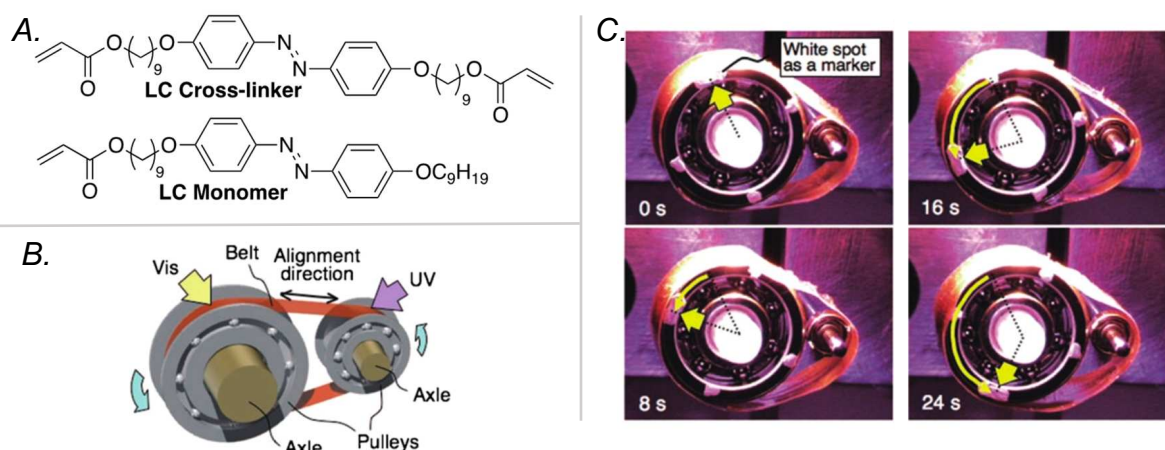 A.
O
O
9
O
N
N
O
9
O
O
LC Cross-linker
O
O
9
O
N
N
OC9H19
LC Monomer
B.
Vis
Belt
Alignment
direction
UV
Axle
Axle
Pulleys
C.
White spot
as a marker
0 s
16 s
8 s
24 s